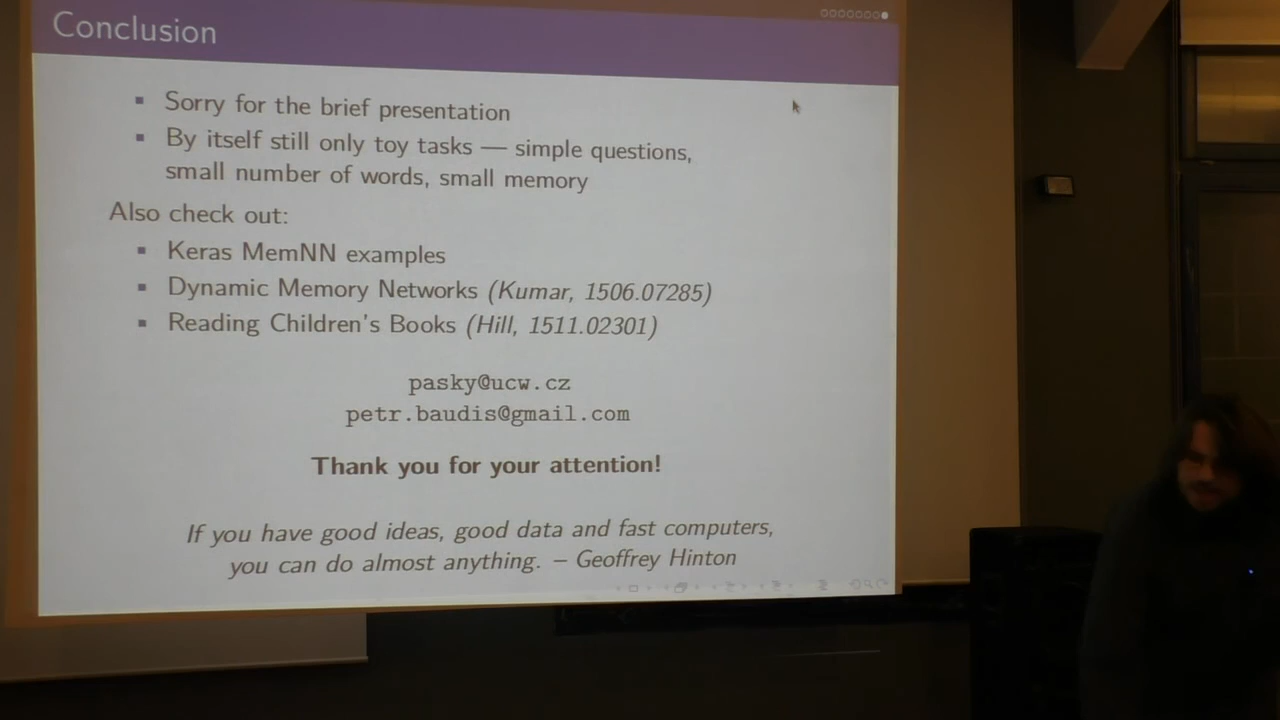 Conclusion
Sorry for the brief presentation
By itself still only toy tasks — simple questions,
small number of words, small memory
Also check out:
Keras MemNN examples
Dynamic Memory Networks (Kumar, 1506.07285)
Reading Children's Books (Hill, 1511.02301)
pasky@ucw.cz
petr.baudis@gmail.com
Thank you for your attention!
If you have good ideas, good data and fast computers,
you can do almost anything. – Geoffrey Hinton